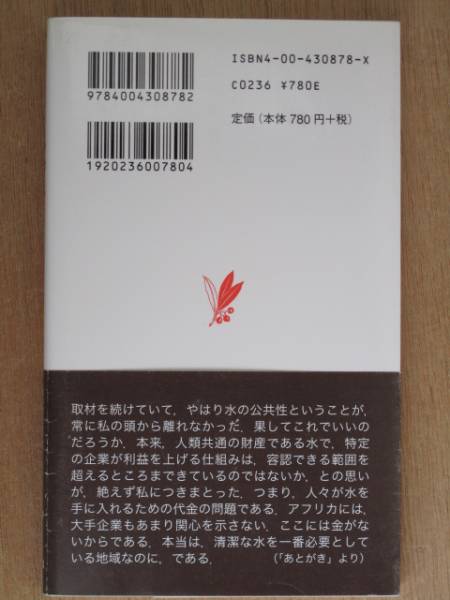 ISBN4-00-430878-X
9784004308782
C0236 ¥780E
定価(本体 780 円+税)
1920236007804
取材を続けていて，やはり水の公共性ということが，
常に私の頭から離れなかった．果してこれでいいの
だろうか．本来，人類共通の財産である水で，特定
の企業が利益を上げる仕組みは，容認できる範囲を
超えるところまできているのではないか，との思い
が，絶えず私につきまとった．つまり，人々が水を
手に入れるための代金の問題である．アフリカには，
大手企業もあまり関心を示さない．ここには金がな
いからである．本当は，清潔な水を一番必要として
いる地域なのに，である． (「あとがき」より)